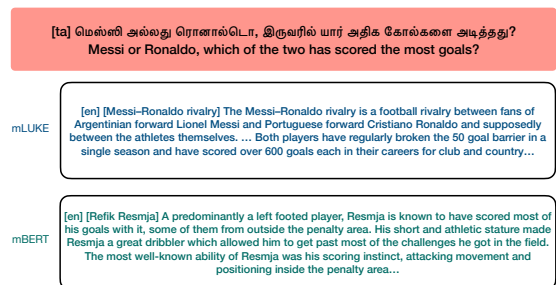 [ta] மெஸ்ஸி அல்லது ரொனால்டொ, இருவரில் யார் அதிக கோல்களை அடித்தது?
Messi or Ronaldo, which of the two has scored the most goals?
mLUKE
[en] [Messi–Ronaldo rivalry] The Messi–Ronaldo rivalry is a football rivalry between fans of
Argentinian forward Lionel Messi and Portuguese forward Cristiano Ronaldo and supposedly
between the athletes themselves. ... Both players have regularly broken the 50 goal barrier in a
single season and have scored over 600 goals each in their careers for club and country...
mBERT
[en] [Refik Resmja] A predominantly a left footed player, Resmja is known to have scored most of
his goals with it, some of them from outside the penalty area. His short and athletic stature made
Resmja a great dribbler which allowed him to get past most of the challenges he got in the field.
The most well-known ability of Resmja was his scoring instinct, attacking movement and
positioning inside the penalty area...